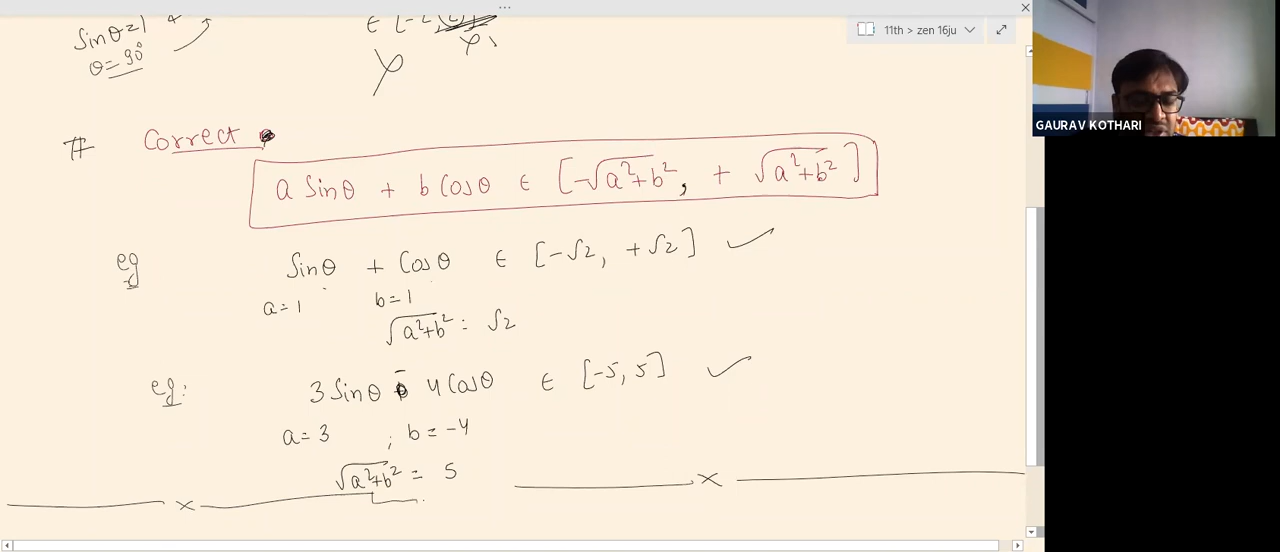 Sinθ=1
θ=90°
∈ [-2,
11th > zen 16ju
GAURAV KOTHARI
# Correct
a Sinθ + b Cosθ ∈ [-√a²+b², + √a²+b²]
eg Sinθ + Cosθ ∈ [-√2, +√2] ✓
a=1 b=1
√a²+b² = √2
eg: 3 Sinθ - 4 Cosθ ∈ [-5, 5] ✓
a=3 ; b=-4
√a²+b² = 5